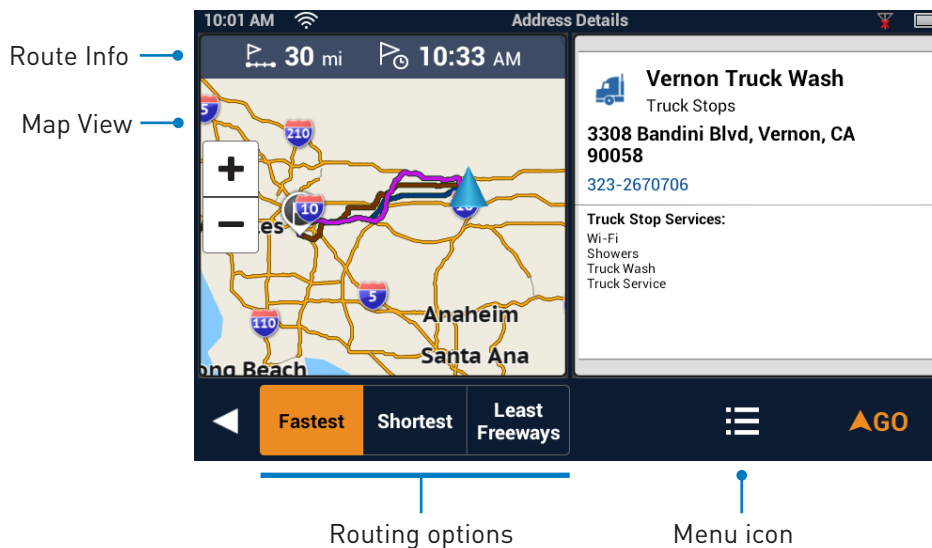 10:01 AM
Address Details
Route Info
Map View
30 mi
10:33 AM
5
210
+
−
10
10
5
110
Anaheim
Santa Ana
ong Beach
es
Vernon Truck Wash
Truck Stops
3308 Bandini Blvd, Vernon, CA
90058
323-2670706
Truck Stop Services:
Wi-Fi
Showers
Truck Wash
Truck Service
Fastest
Shortest
Least
Freeways
GO
Routing options
Menu icon